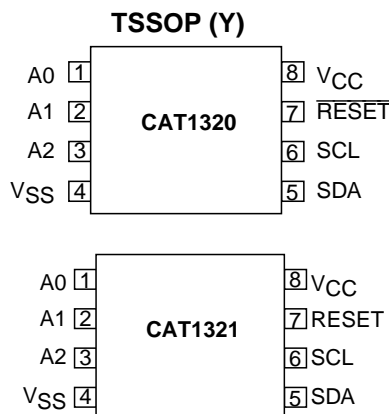 TSSOP (Y)
A0 1 8 VCC
A1 2 CAT1320 7 R̅E̅S̅E̅T̅
A2 3 6 SCL
VSS 4 5 SDA
A0 1 8 VCC
A1 2 CAT1321 7 RESET
A2 3 6 SCL
VSS 4 5 SDA